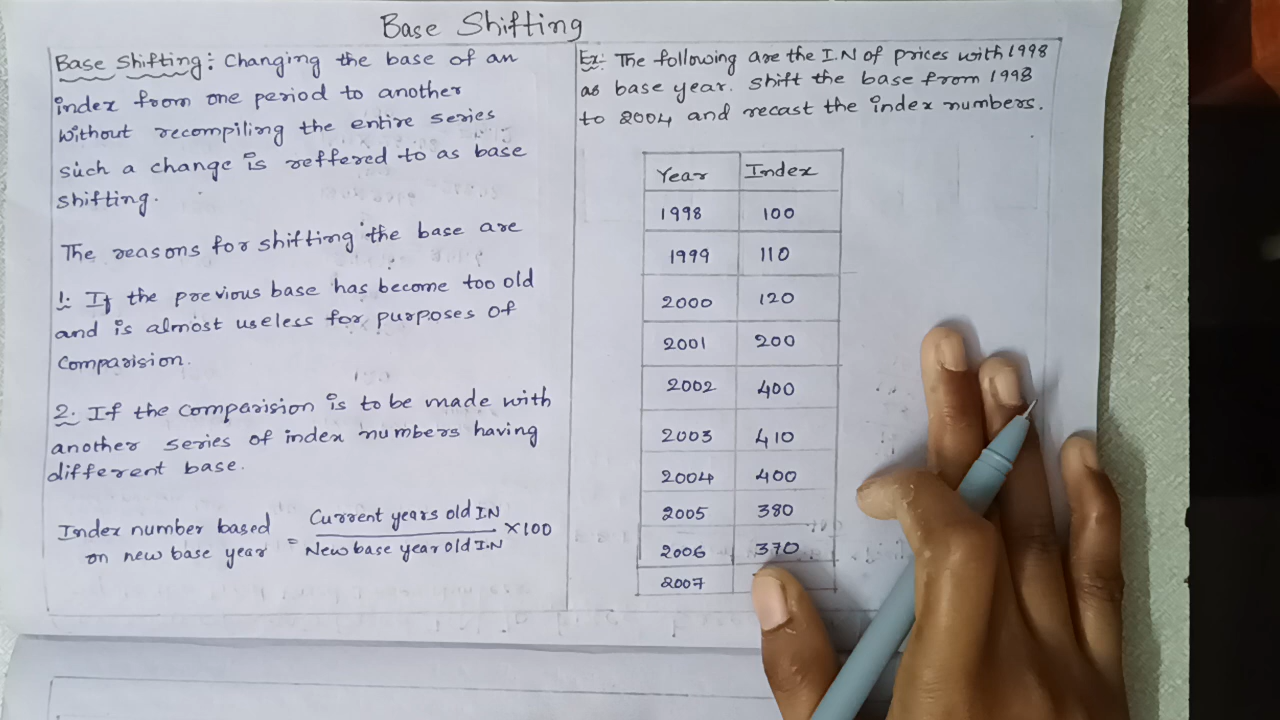 Base Shifting
Base Shifting: Changing the base of an
index from one period to another
without recompiling the entire series
such a change is reffered to as base
shifting.
The reasons for shifting the base are
1. If the previous base has become too old
and is almost useless for purposes of
Comparision.
2. If the comparision is to be made with
another series of index numbers having
different base.
Index number based on new base year = Current years old IN / New base year old I.N × 100
Ex: The following are the I.N of prices with 1998
as base year. Shift the base from 1998
to 2004 and recast the index numbers.
Year Index
1998 100
1999 110
2000 120
2001 200
2002 400
2003 410
2004 400
2005 380
2006 370
2007